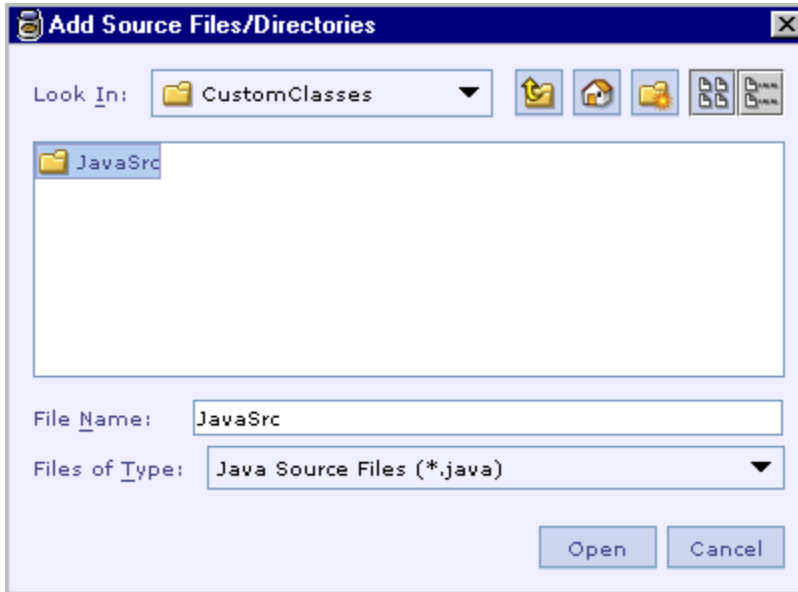 Add Source Files/Directories
Look In: CustomClasses
JavaSrc
File Name: JavaSrc
Files of Type: Java Source Files (*.java)
Open Cancel